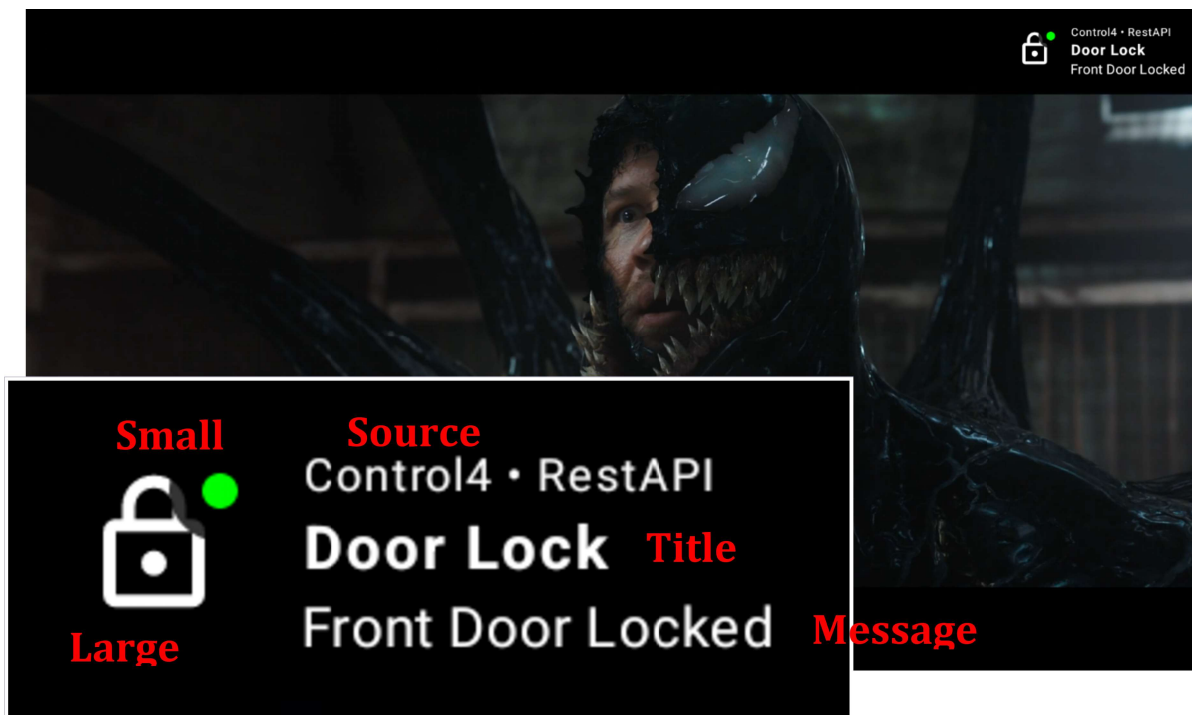 Control4 • RestAPI
Door Lock
Front Door Locked
Small
Source
Control4 • RestAPI
Door Lock
Title
Front Door Locked
Message
Large